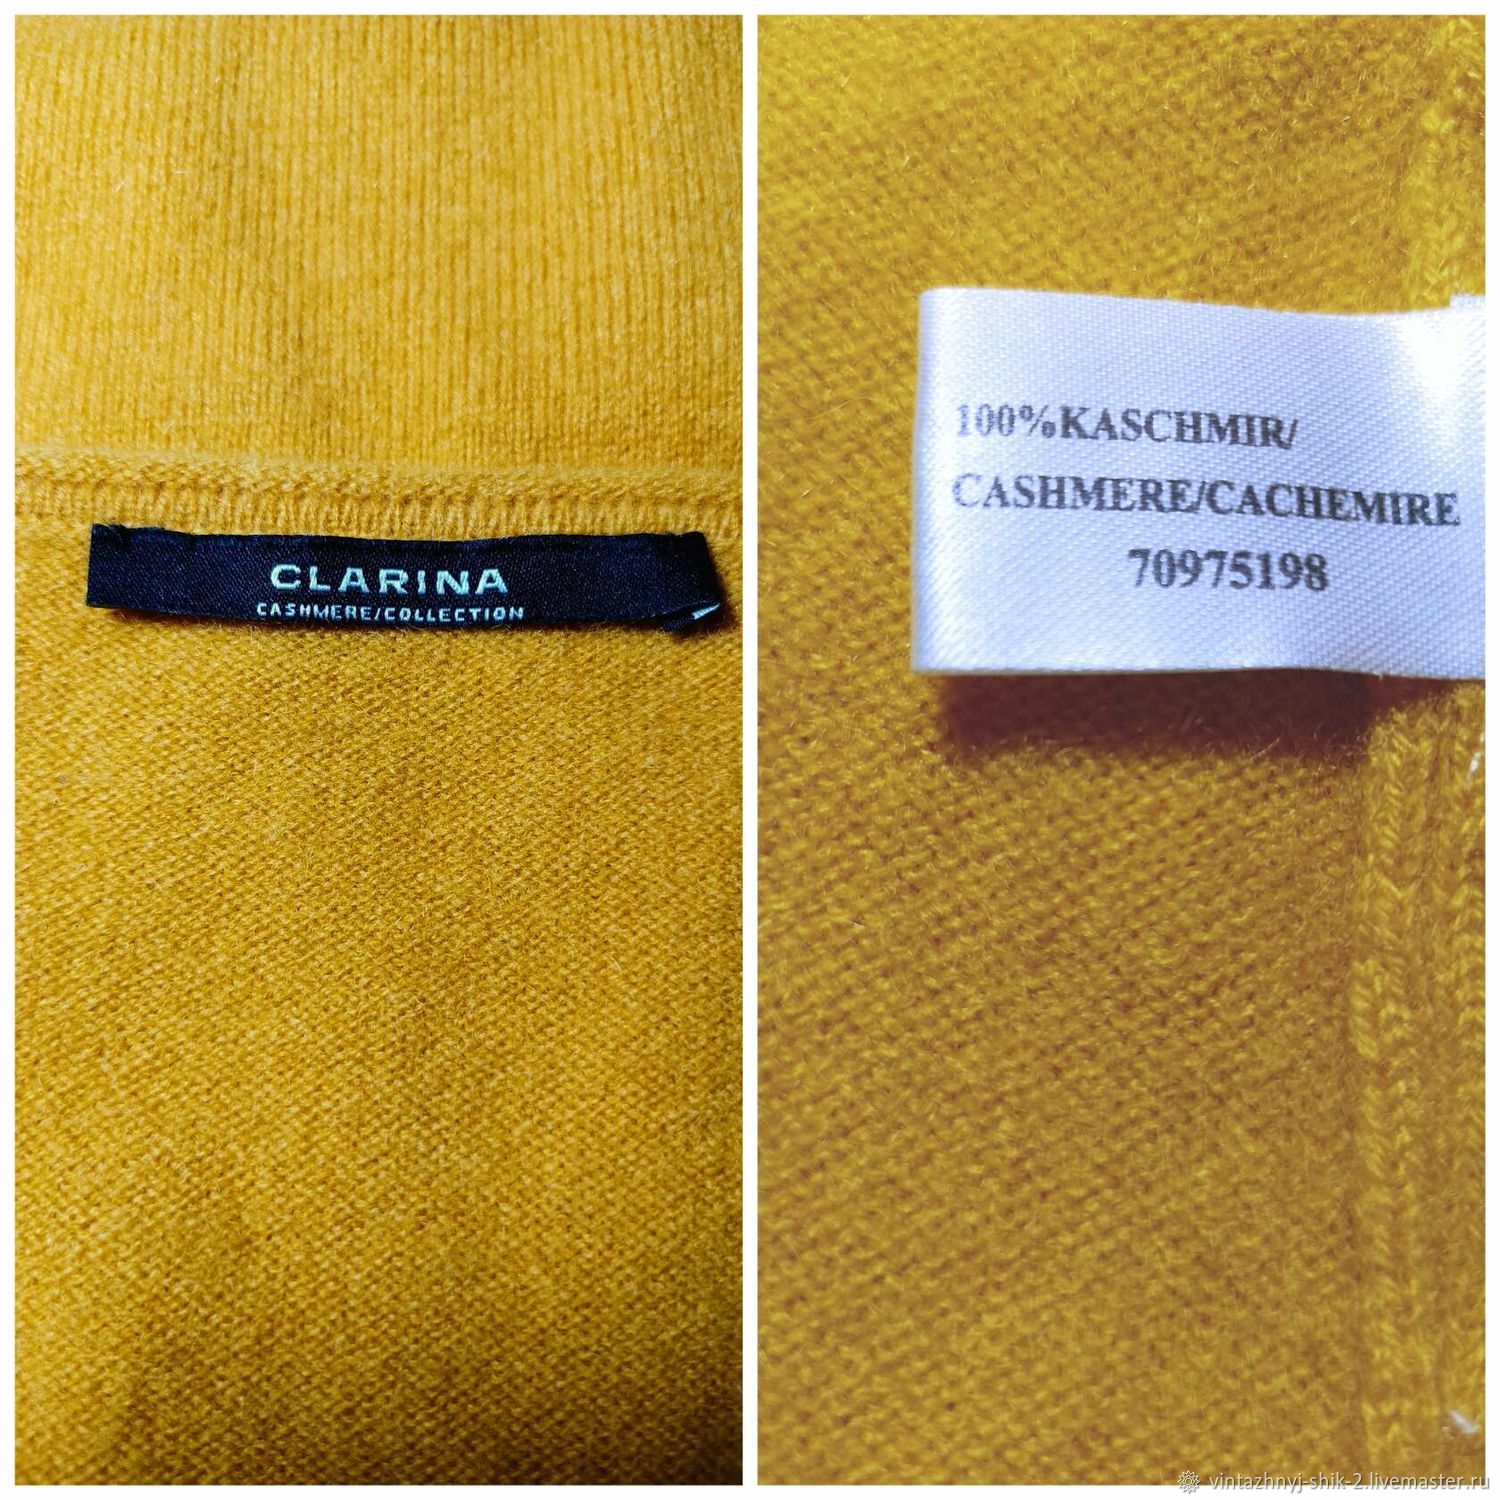 CLARINA
CASHMERE/COLLECTION
100%KASCHMIR/
CASHMERE/CACHEMIRE
70975198
vintazhnyj-shik-2.livemaster.ru